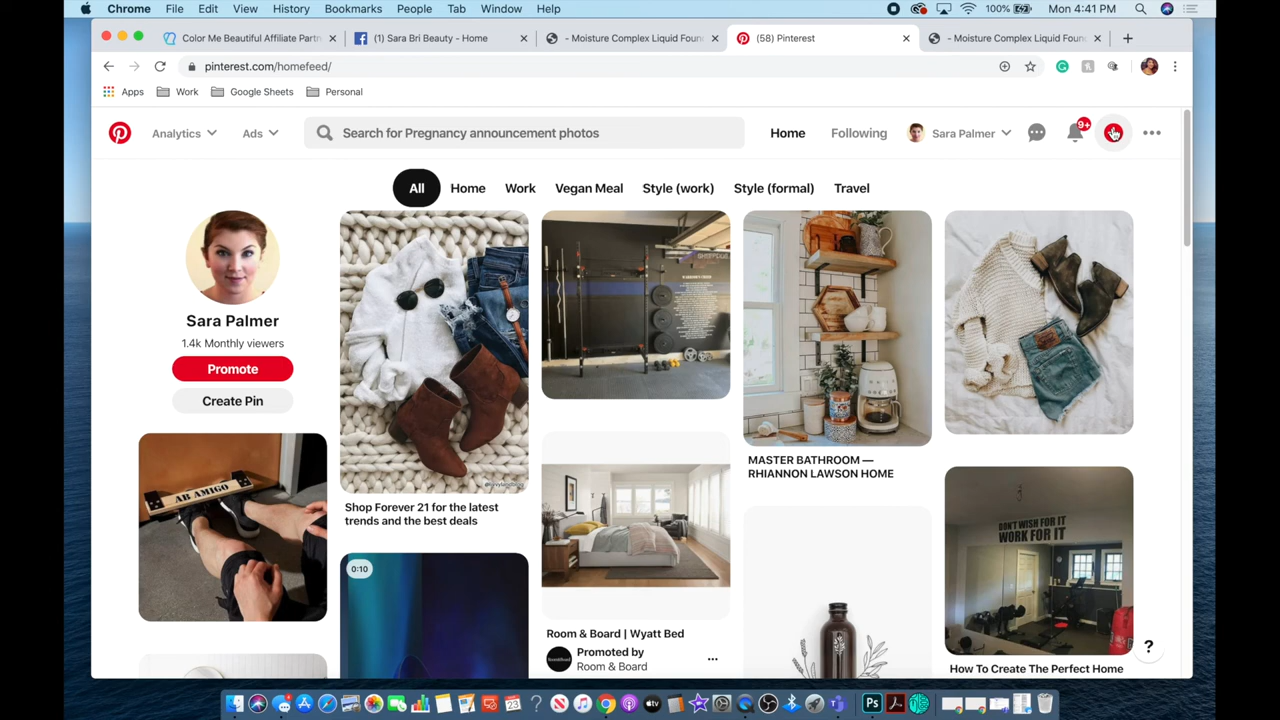 Chrome File Edit View History Bookmarks People Tab Window Help 100% Mon 4:41 PM
Color Me Beautiful Affiliate Partn (1) Sara Bri Beauty - Home - Moisture Complex Liquid Foun (58) Pinterest - Moisture Complex Liquid Foun
pinterest.com/homefeed/
Apps Work Google Sheets Personal
Analytics Ads Search for Pregnancy announcement photos Home Following Sara Palmer 9+
All Home Work Vegan Meal Style (work) Style (formal) Travel
Sara Palmer
1.4k Monthly viewers
Promote
Create Pin
AB AMIGO
Shop Forever 21 for the latest
trends and the best deals
0:10
Room & Board | Wyatt Bed
Promoted by
Room & Board
MASTER BATHROOM —
RHIANNON LAWSON HOME
DON'T WISH FOR IT
WORK FOR IT
How To Create The Perfect Home
?
Ps